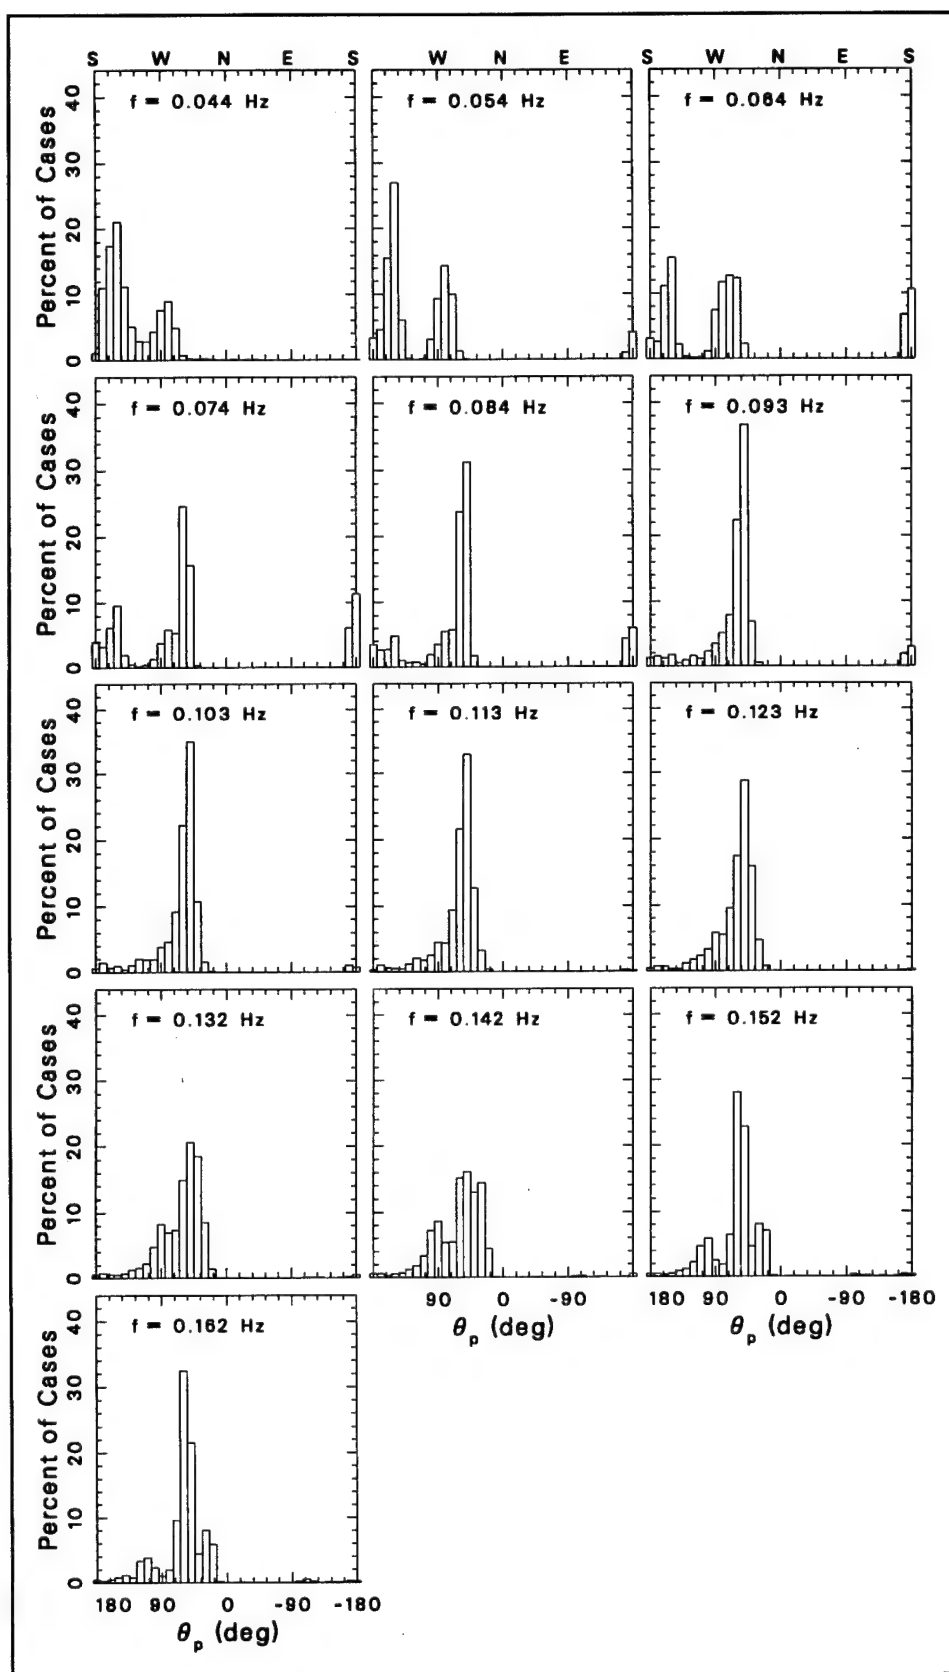 S W N E S W N E S W N E S
f = 0.044 Hz f = 0.054 Hz f = 0.064 Hz
Percent of Cases
40
30
20
10
0
f = 0.074 Hz f = 0.084 Hz f = 0.093 Hz
Percent of Cases
40
30
20
10
0
f = 0.103 Hz f = 0.113 Hz f = 0.123 Hz
Percent of Cases
40
30
20
10
0
f = 0.132 Hz f = 0.142 Hz f = 0.152 Hz
Percent of Cases
40
30
20
10
0
90 0 -90 180 90 0 -90 -180
θp (deg) θp (deg)
f = 0.162 Hz
Percent of Cases
40
30
20
10
0
180 90 0 -90 -180
θp (deg)